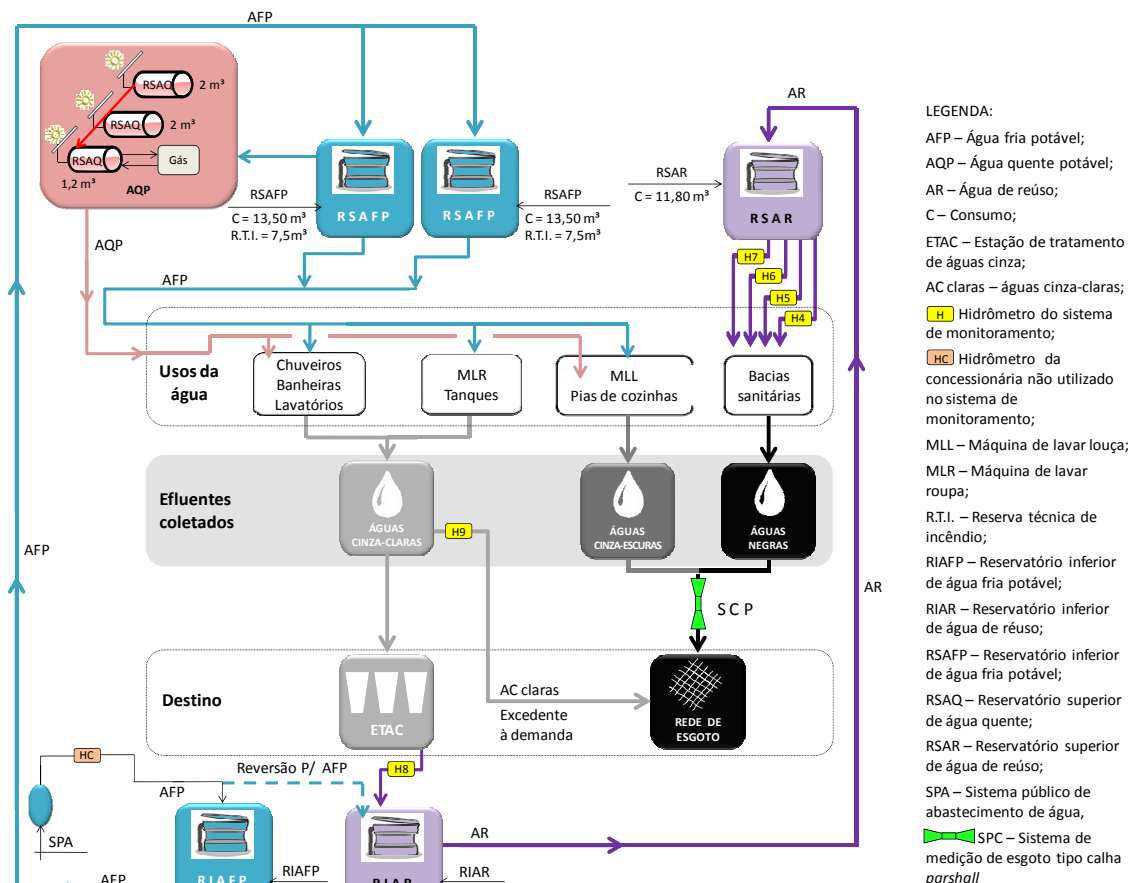 AFP
RSAQ
2 m³
RSAQ
2 m³
RSAQ
1,2 m³
Gás
AQP
RSAFP
C = 13,50 m³
R.T.I. = 7,5m³
RSAFP
RSAFP
RSAFP
C = 13,50 m³
R.T.I. = 7,5m³
RSAR
C = 11,80 m³
RSAR
AR
AQP
AFP
H7
H6
H5
H4
Usos da
água
Chuveiros
Banheiras
Lavatórios
MLR
Tanques
MLL
Pias de cozinhas
Bacias
sanitárias
Efluentes
coletados
ÁGUAS
CINZA-CLARAS
H9
ÁGUAS
CINZA-ESCURAS
ÁGUAS
NEGRAS
AFP
AR
S C P
Destino
ETAC
AC claras
Excedente
à demanda
REDE DE
ESGOTO
HC
Reversão P/ AFP
H8
AFP
SPA
AFP
RIAFP
RIAFP
RIAR
RIAR
AR
LEGENDA:
AFP – Água fria potável;
AQP – Água quente potável;
AR – Água de reúso;
C – Consumo;
ETAC – Estação de tratamento
de águas cinza;
AC claras – águas cinza-claras;
H Hidrômetro do sistema
de monitoramento;
HC Hidrômetro da
concessionária não utilizado
no sistema de
monitoramento;
MLL – Máquina de lavar louça;
MLR – Máquina de lavar
roupa;
R.T.I. – Reserva técnica de
incêndio;
RIAFP – Reservatório inferior
de água fria potável;
RIAR – Reservatório inferior
de água de réuso;
RSAFP – Reservatório inferior
de água fria potável;
RSAQ – Reservatório superior
de água quente;
RSAR – Reservatório superior
de água de reúso;
SPA – Sistema público de
abastecimento de água,
SPC – Sistema de
medição de esgoto tipo calha
parshall